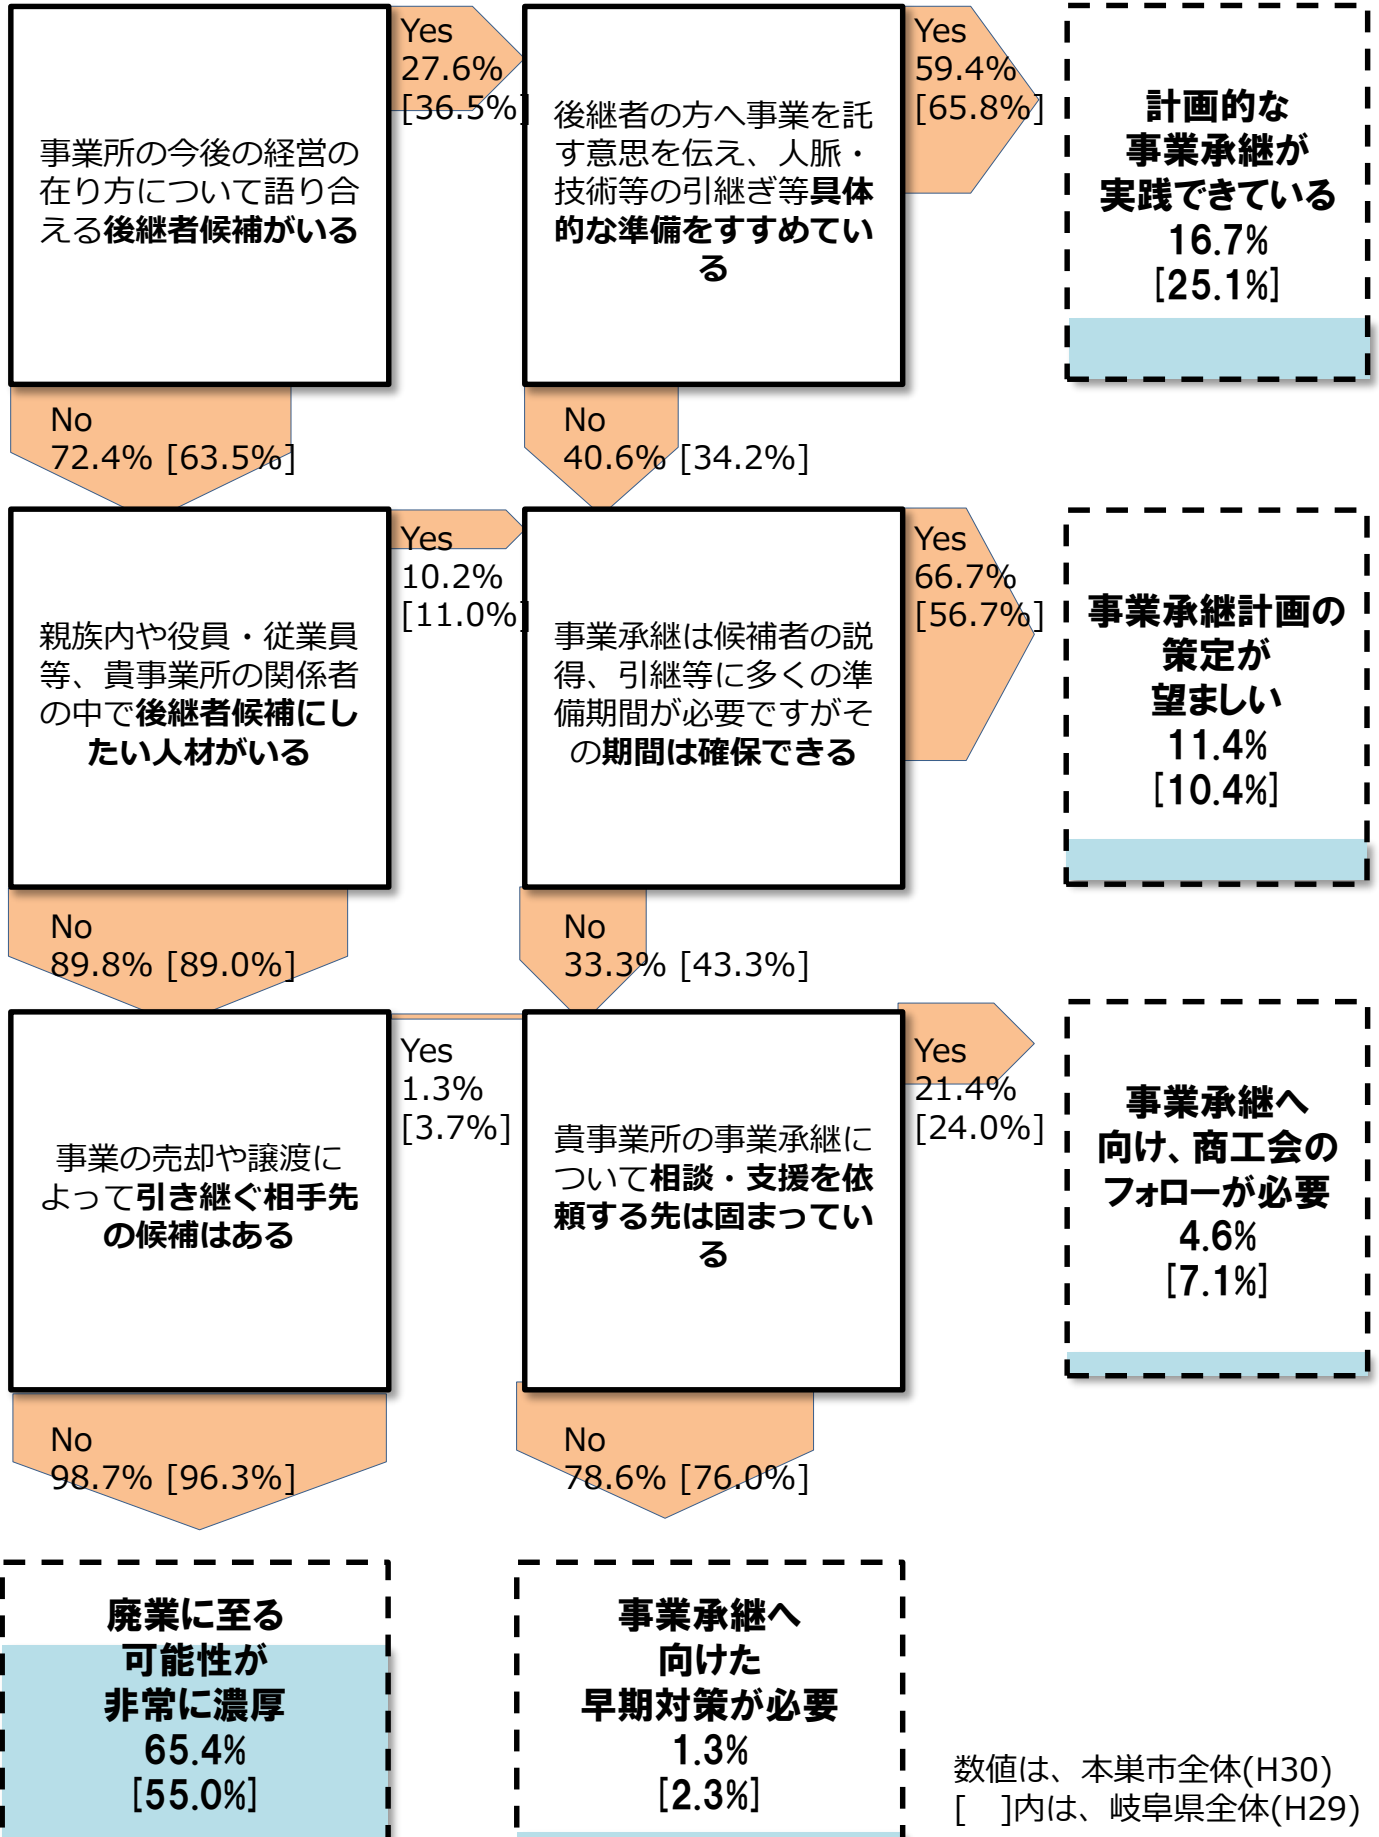 事業所の今後の経営の
在り方について語り合
える後継者候補がいる
Yes
27.6%
[36.5%]
後継者の方へ事業を託
す意思を伝え、人脈・
技術等の引継ぎ等具体
的な準備をすすめてい
る
Yes
59.4%
[65.8%]
計画的な
事業承継が
実践できている
16.7%
[25.1%]
No
72.4% [63.5%]
No
40.6% [34.2%]
親族内や役員・従業員
等、貴事業所の関係者
の中で後継者候補にし
たい人材がいる
Yes
10.2%
[11.0%]
事業承継は候補者の説
得、引継等に多くの準
備期間が必要ですがそ
の期間は確保できる
Yes
66.7%
[56.7%]
事業承継計画の
策定が
望ましい
11.4%
[10.4%]
No
89.8% [89.0%]
No
33.3% [43.3%]
事業の売却や譲渡に
よって引き継ぐ相手先
の候補はある
Yes
1.3%
[3.7%]
貴事業所の事業承継に
ついて相談・支援を依
頼する先は固まってい
る
Yes
21.4%
[24.0%]
事業承継へ
向け、商工会の
フォローが必要
4.6%
[7.1%]
No
98.7% [96.3%]
No
78.6% [76.0%]
廃業に至る
可能性が
非常に濃厚
65.4%
[55.0%]
事業承継へ
向けた
早期対策が必要
1.3%
[2.3%]
数値は、本巣市全体(H30)
[　]内は、岐阜県全体(H29)